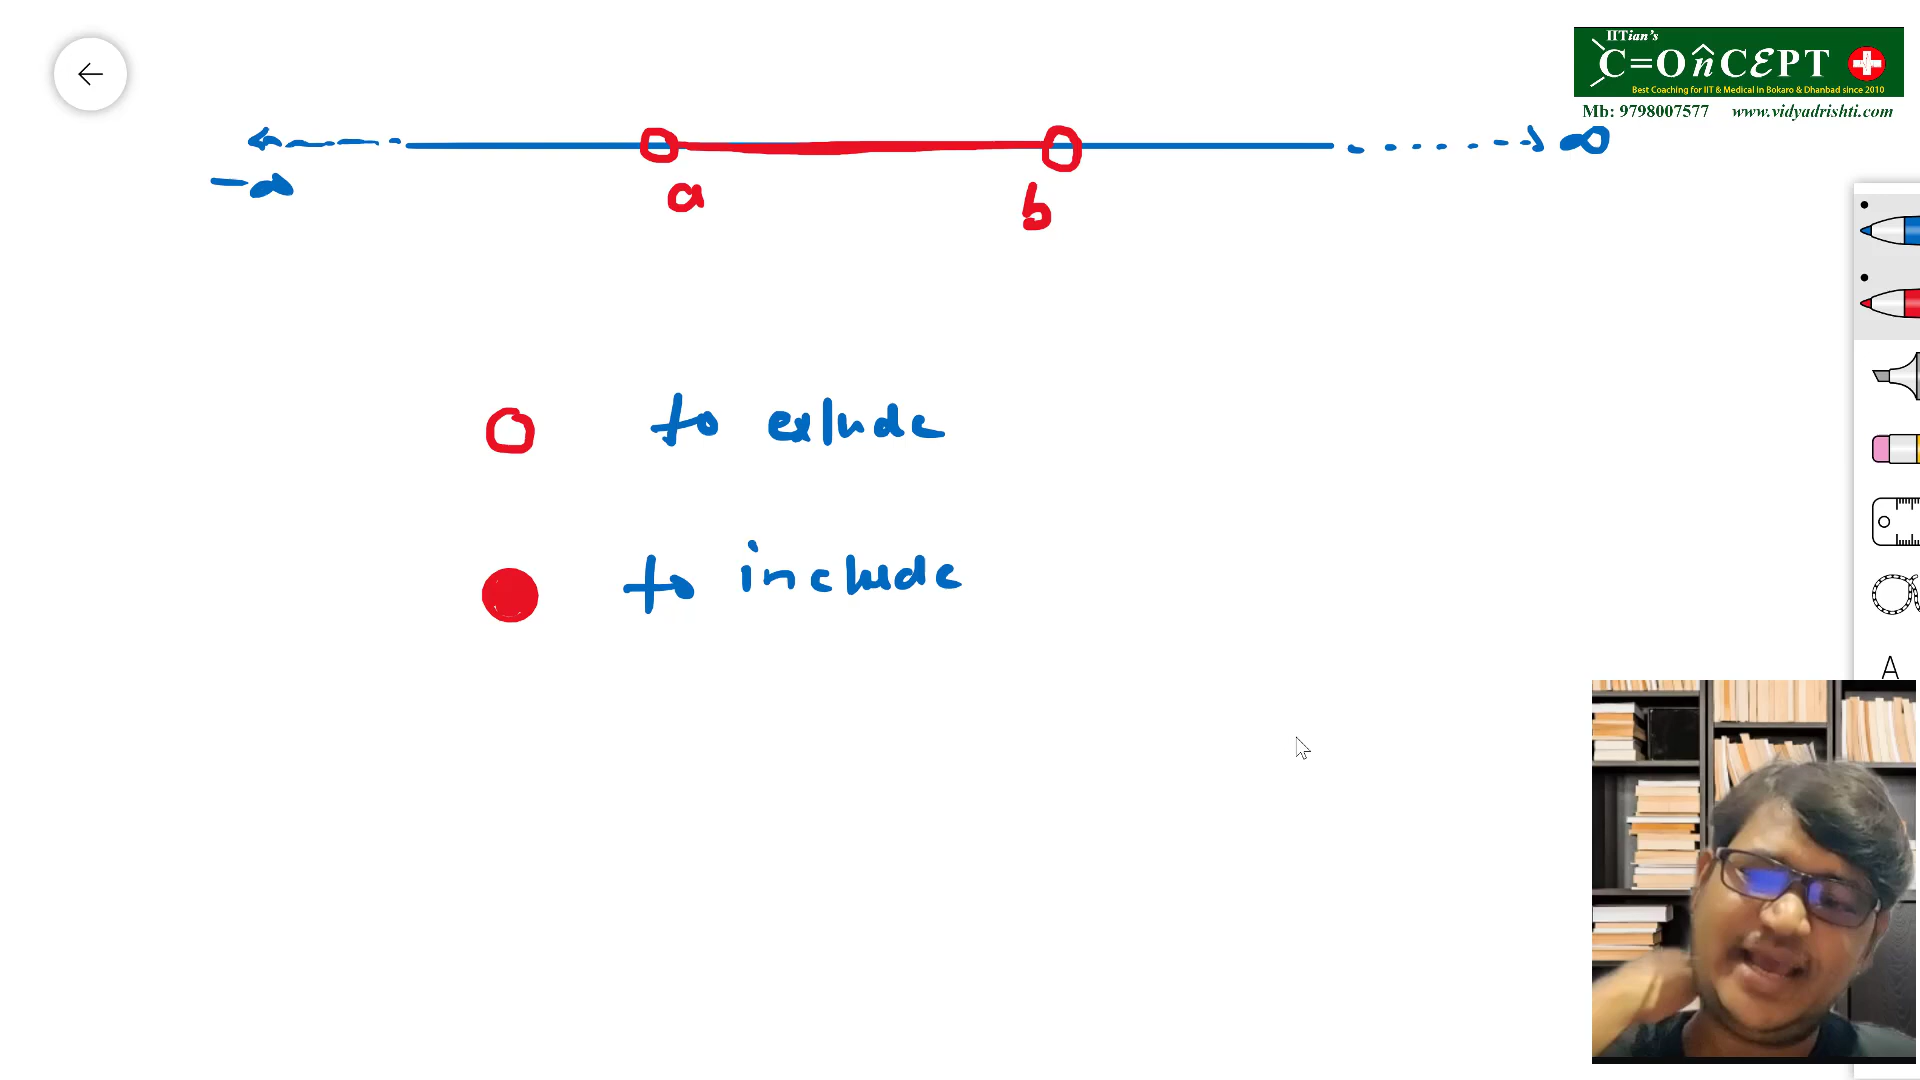 IITian's
C=OnCEPT
Best Coaching for IIT & Medical in Bokaro & Dhanbad since 2010
Mb: 9798007577 www.vidyadrishti.com
∞
-∞
a
b
to exlude
to include
A